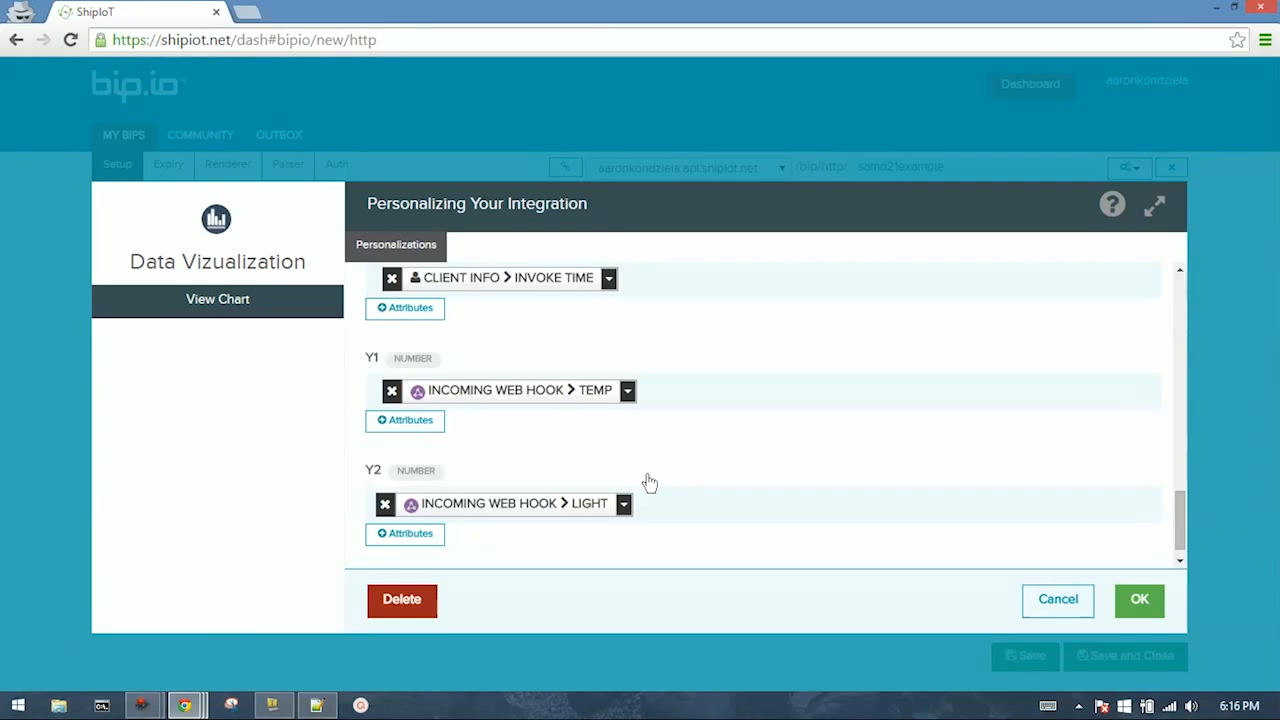 ShipIoT
https://shipiot.net/dash#bipio/new/http
bip.io
Dashboard
aaronkondziela
MY BIPS COMMUNITY OUTBOX
Setup Expiry Renderer Parser Auth
aaronkondziela.api.shipiot.net /bip/http/ samd21example
Data Vizualization
View Chart
Personalizing Your Integration
Personalizations
CLIENT INFO > INVOKE TIME
Attributes
Y1 NUMBER
INCOMING WEB HOOK > TEMP
Attributes
Y2 NUMBER
INCOMING WEB HOOK > LIGHT
Attributes
Delete
Cancel
OK
Save
Save and Close
6:16 PM